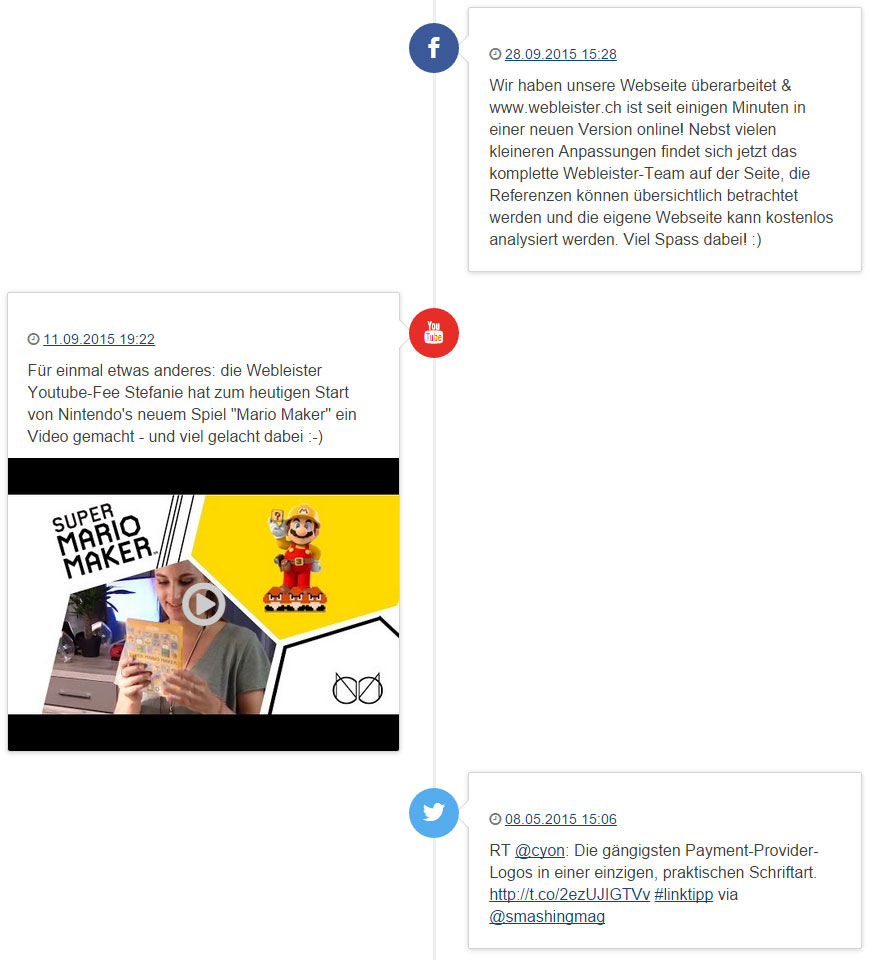 f
28.09.2015 15:28
Wir haben unsere Webseite überarbeitet &
www.webleister.ch ist seit einigen Minuten in
einer neuen Version online! Nebst vielen
kleineren Anpassungen findet sich jetzt das
komplette Webleister-Team auf der Seite, die
Referenzen können übersichtlich betrachtet
werden und die eigene Webseite kann kostenlos
analysiert werden. Viel Spass dabei! :)
You
Tube
11.09.2015 19:22
Für einmal etwas anderes: die Webleister
Youtube-Fee Stefanie hat zum heutigen Start
von Nintendo's neuem Spiel "Mario Maker" ein
Video gemacht - und viel gelacht dabei :-)
SUPER
MARIO
MAKER
SUPER MARIO MAKER
08.05.2015 15:06
RT @cyon: Die gängigsten Payment-Provider-
Logos in einer einzigen, praktischen Schriftart.
http://t.co/2ezUJIGTVv #linktipp via
@smashingmag